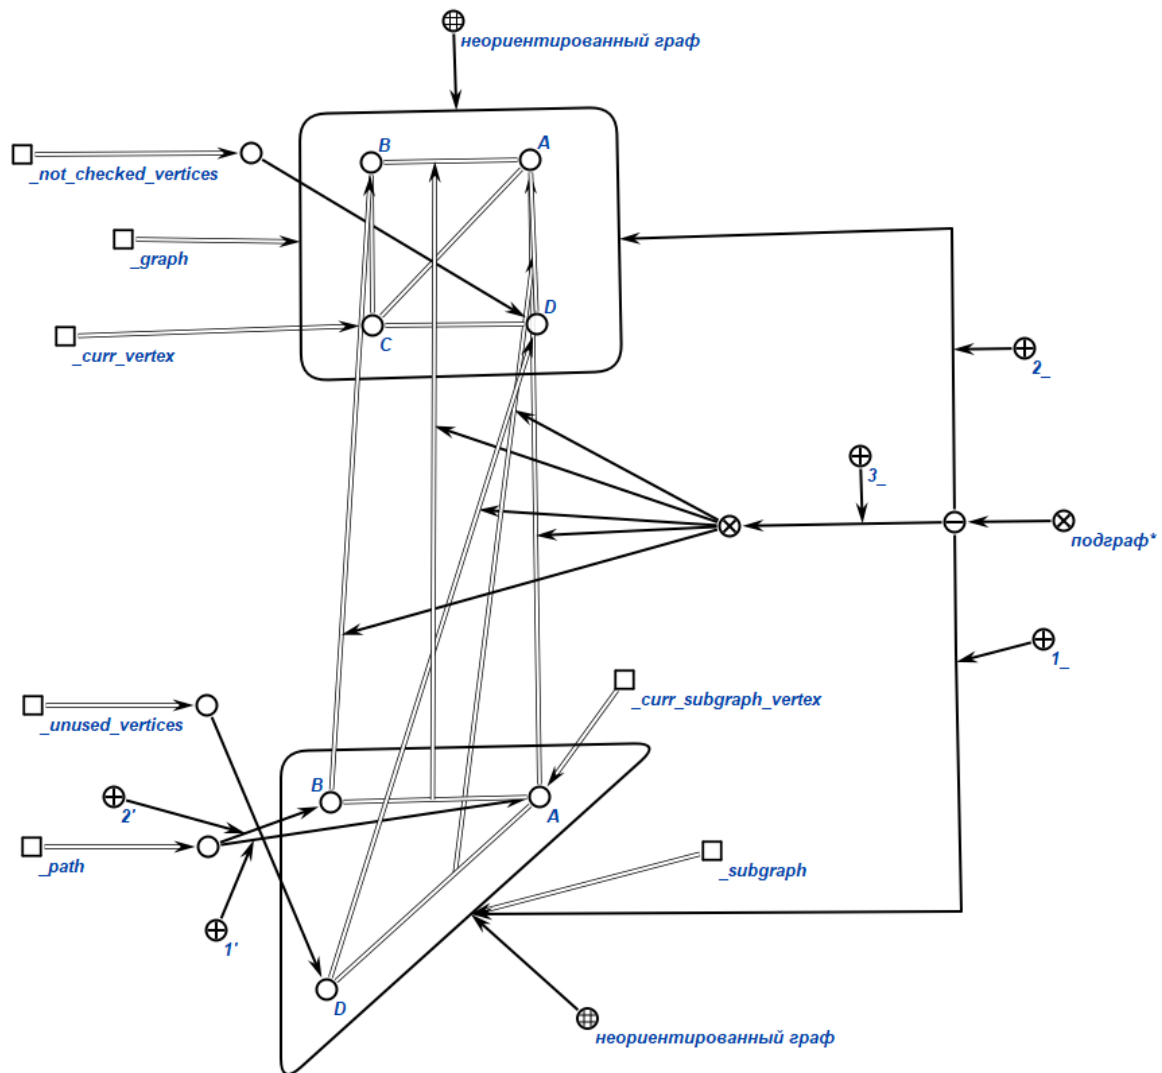 неориентированный граф
B
A
_not_checked_vertices
_graph
D
C
_curr_vertex
2_
3_
подграф*
1_
_curr_subgraph_vertex
_unused_vertices
B
A
2'
_path
_subgraph
1'
D
неориентированный граф